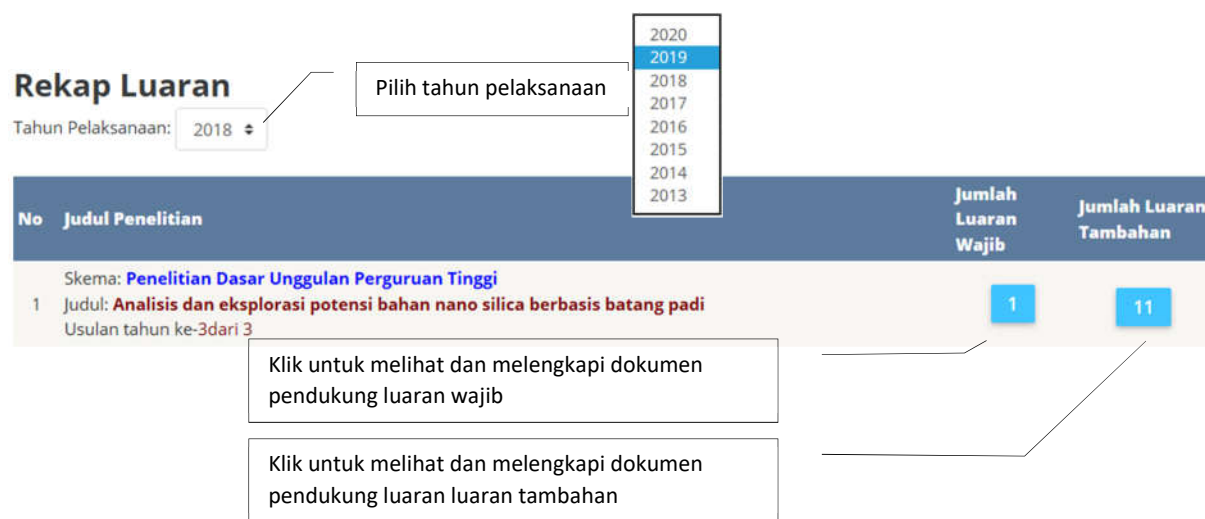 2020
2019
2018
2017
2016
2015
2014
2013
Rekap Luaran
Pilih tahun pelaksanaan
Tahun Pelaksanaan: 2018
No Judul Penelitian
Jumlah
Luaran
Wajib
Jumlah Luaran
Tambahan
Skema: Penelitian Dasar Unggulan Perguruan Tinggi
1 Judul: Analisis dan eksplorasi potensi bahan nano silica berbasis batang padi
Usulan tahun ke-3dari 3
1
11
Klik untuk melihat dan melengkapi dokumen
pendukung luaran wajib
Klik untuk melihat dan melengkapi dokumen
pendukung luaran luaran tambahan